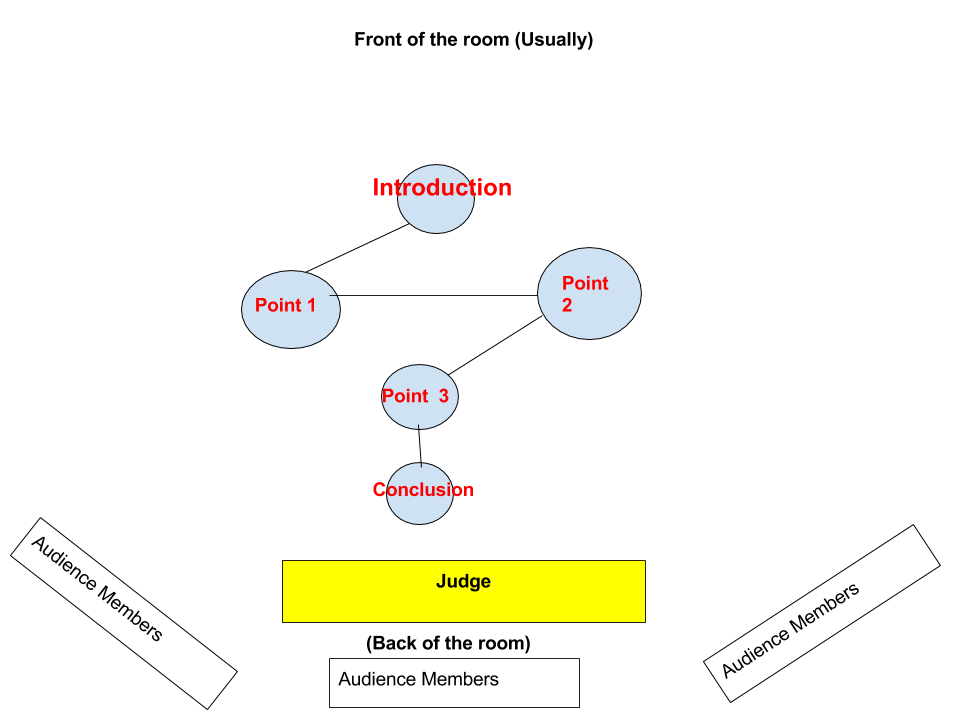 Front of the room (Usually)
Introduction
Point 1
Point
2
Point  3
Conclusion
Audience Members
Judge
Audience Members
(Back of the room)
Audience Members